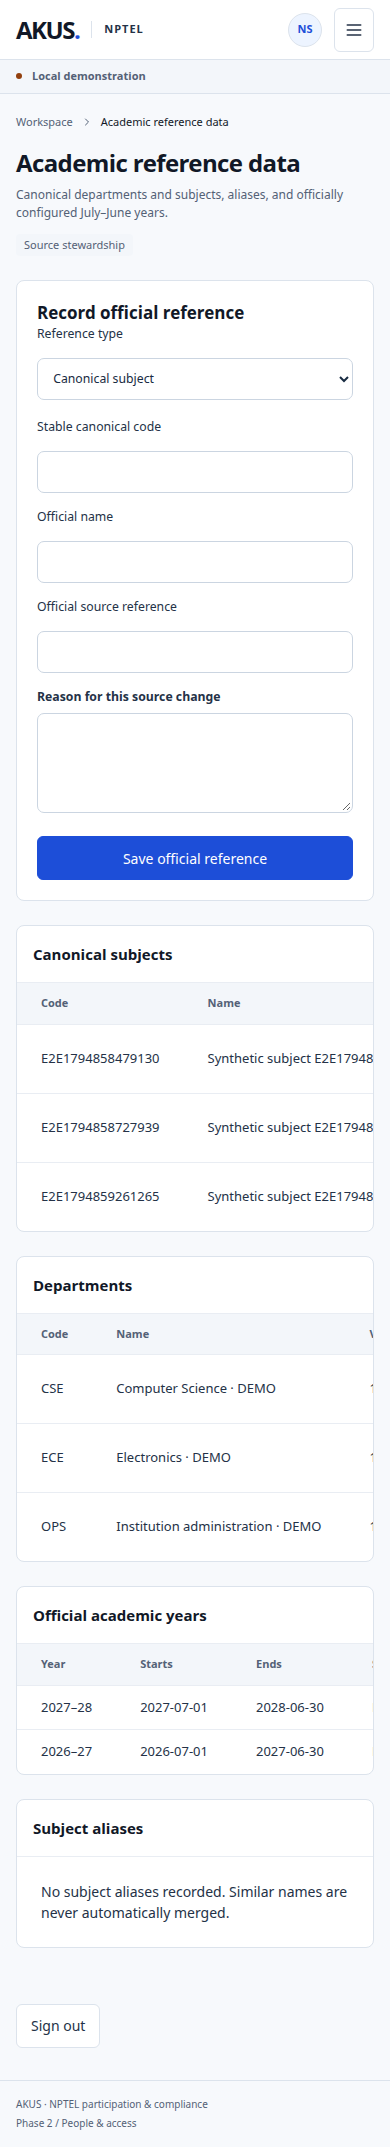 AKUS. NPTEL NS
Local demonstration
Workspace > Academic reference data
Academic reference data
Canonical departments and subjects, aliases, and officially
configured July–June years.
Source stewardship
Record official reference
Reference type
Canonical subject
Stable canonical code
Official name
Official source reference
Reason for this source change
Save official reference
Canonical subjects
Code Name
E2E1794858479130 Synthetic subject E2E17948
E2E1794858727939 Synthetic subject E2E17948
E2E1794859261265 Synthetic subject E2E17948
Departments
Code Name
CSE Computer Science · DEMO
ECE Electronics · DEMO
OPS Institution administration · DEMO
Official academic years
Year Starts Ends
2027–28 2027-07-01 2028-06-30
2026–27 2026-07-01 2027-06-30
Subject aliases
No subject aliases recorded. Similar names are
never automatically merged.
Sign out
AKUS · NPTEL participation & compliance
Phase 2 / People & access